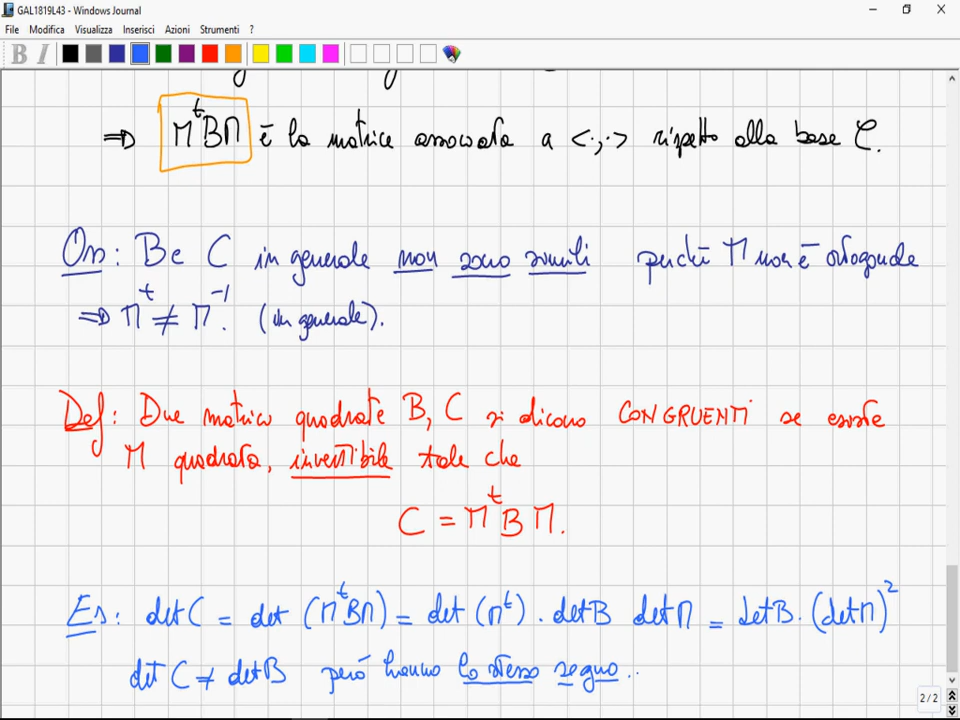 GAL1819L43 - Windows Journal
File Modifica Visualizza Inserisci Azioni Strumenti ?
B I
⇒ MᵗBM è la matrice associata a <·,·> rispetto alla base C.
Oss: B e C in generale non sono simili perché M non è ortogonale
⇒ Mᵗ ≠ M⁻¹. (in generale).
Def: Due matrici quadrate B, C si dicono CONGRUENTI se esiste
M quadrata, invertibile tale che
C = MᵗBM.
Es: det C = det (MᵗBM) = det (Mᵗ) · det B det M = det B · (det M)²
det C ≠ det B però hanno lo stesso segno..
2/2